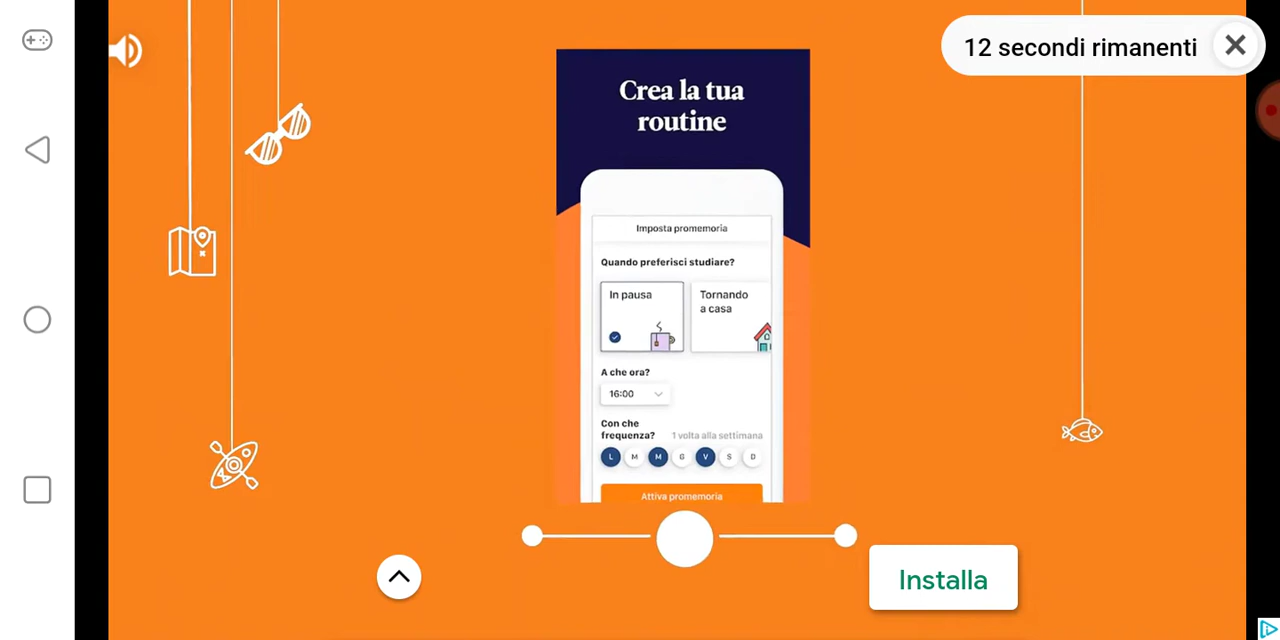 12 secondi rimanenti
Crea la tua
routine
Imposta promemoria
Quando preferisci studiare?
In pausa
Tornando
a casa
A che ora?
16:00
Con che
frequenza?
1 volta alla settimana
L M M G V S D
Attiva promemoria
Installa